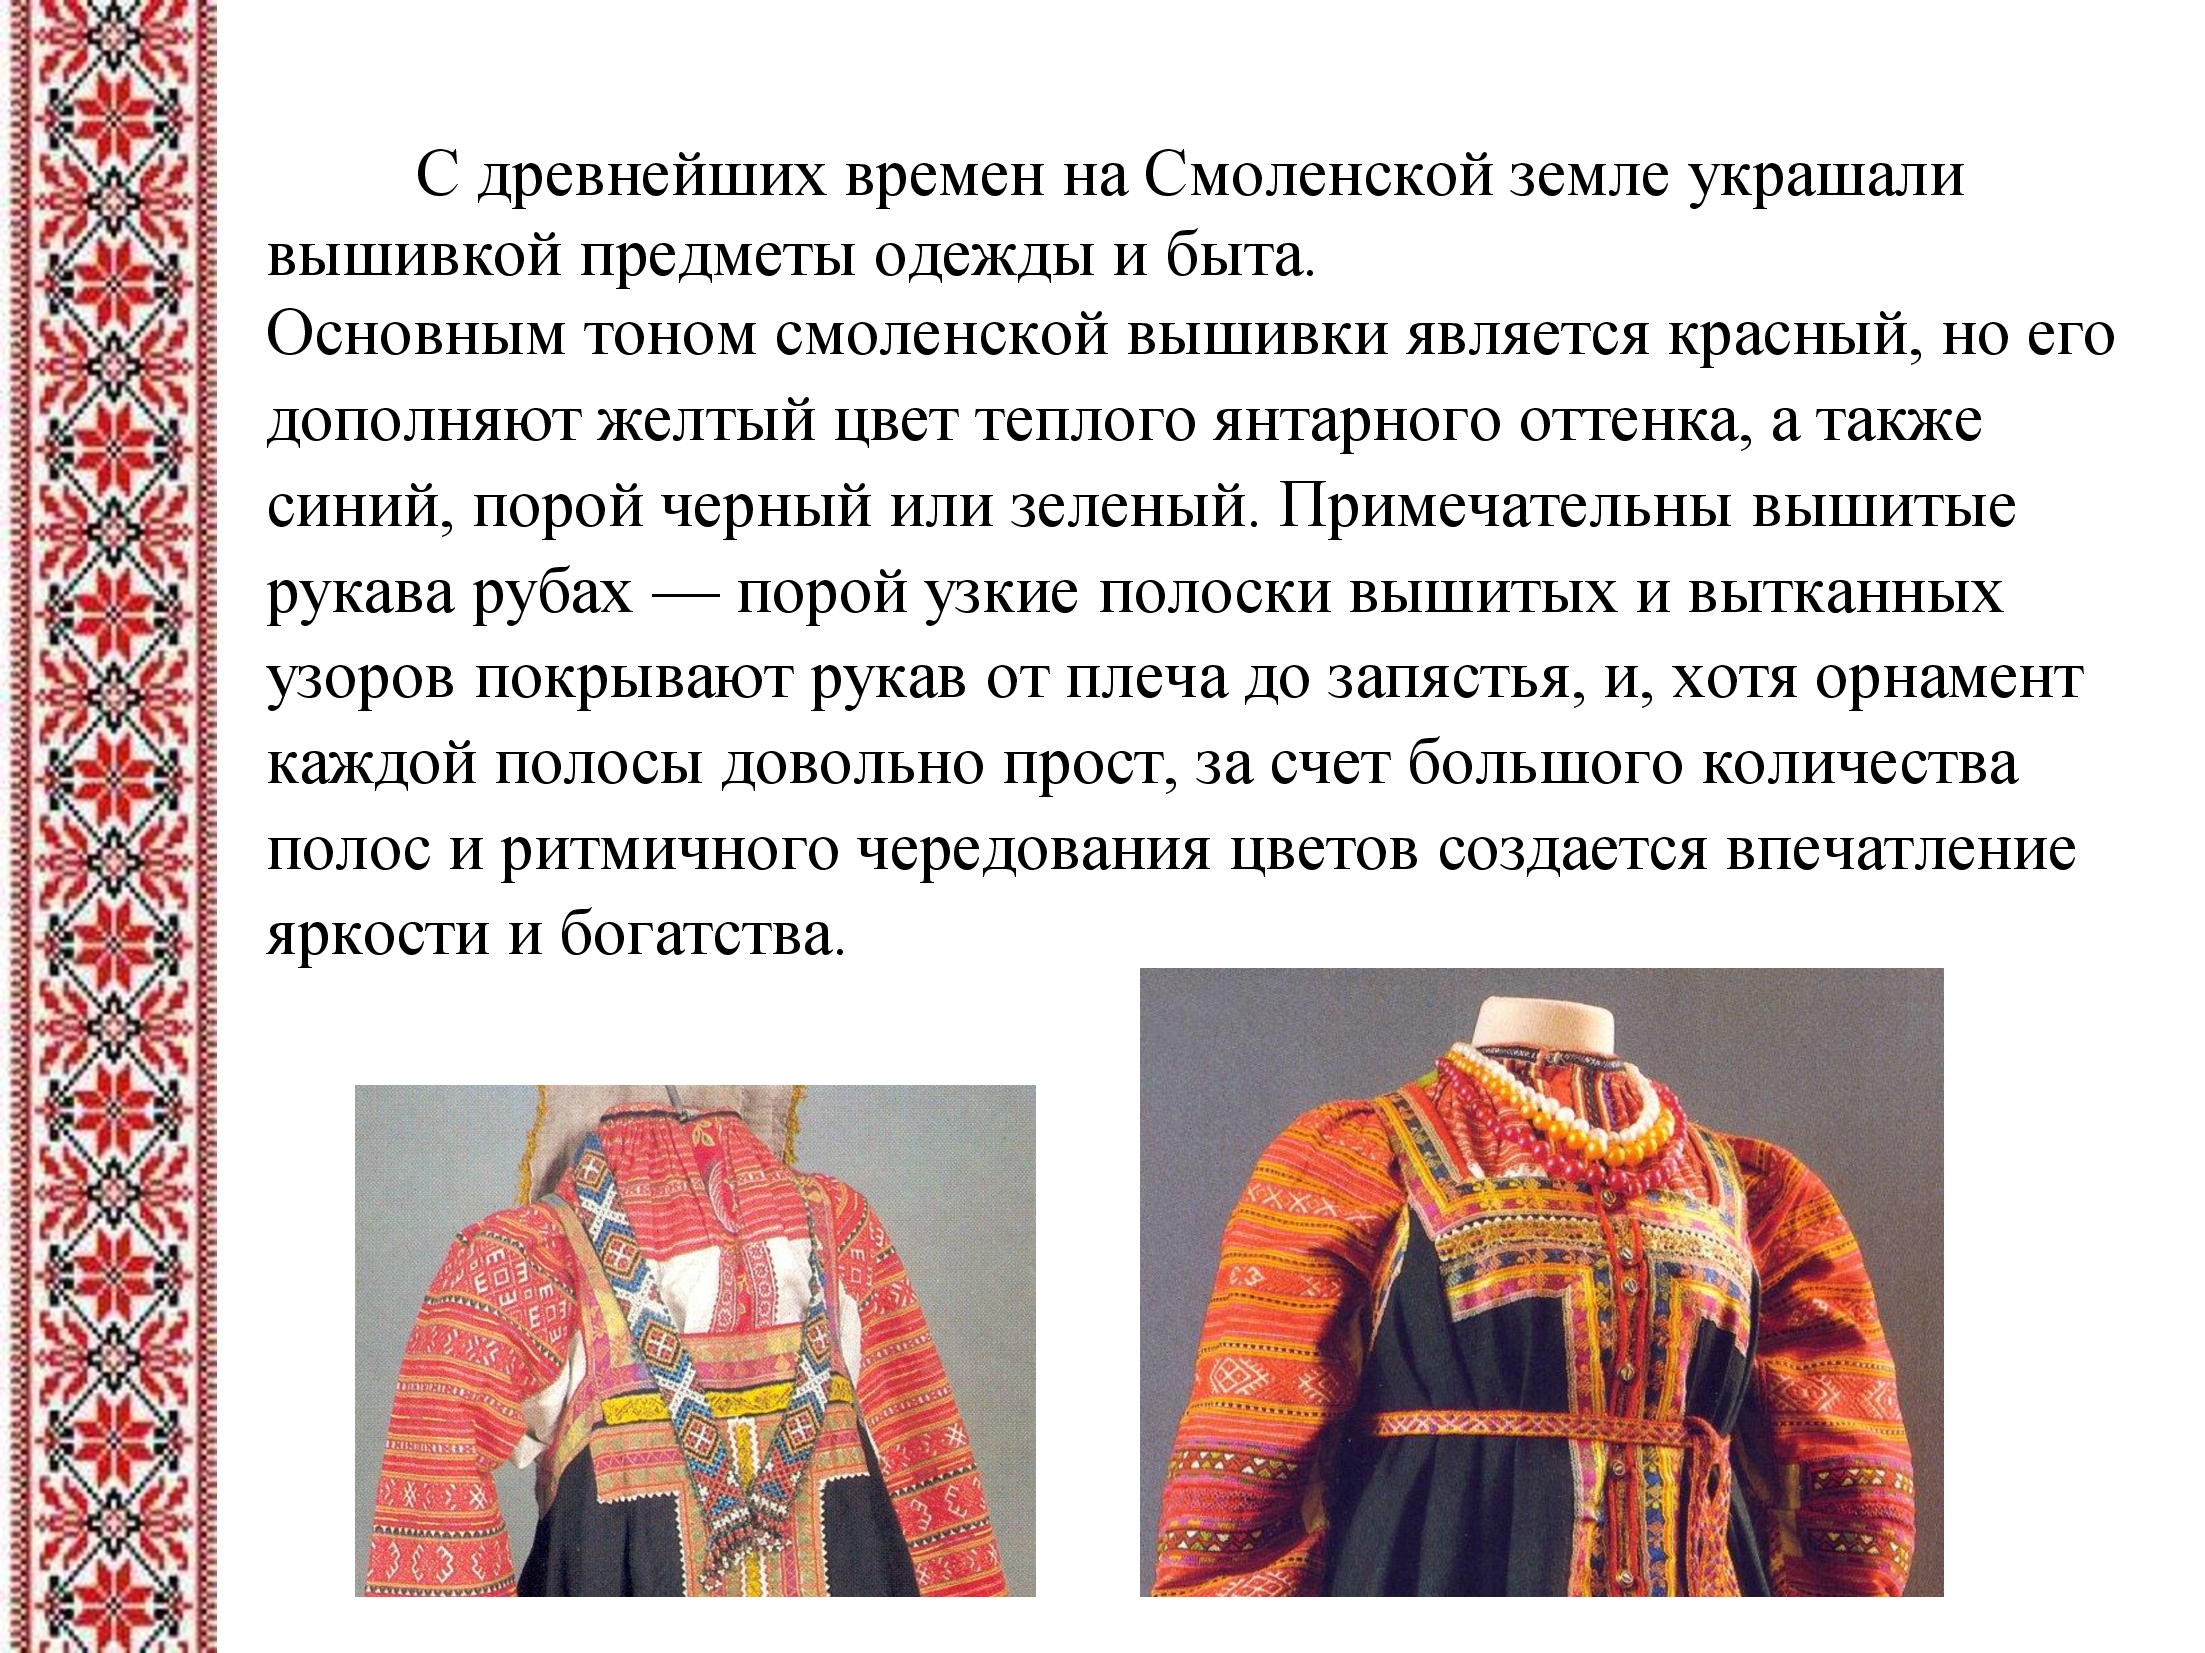 С древнейших времен на Смоленской земле украшали
вышивкой предметы одежды и быта.
Основным тоном смоленской вышивки является красный, но его
дополняют желтый цвет теплого янтарного оттенка, а также
синий, порой черный или зеленый. Примечательны вышитые
рукава рубах — порой узкие полоски вышитых и вытканных
узоров покрывают рукав от плеча до запястья, и, хотя орнамент
каждой полосы довольно прост, за счет большого количества
полос и ритмичного чередования цветов создается впечатление
яркости и богатства.